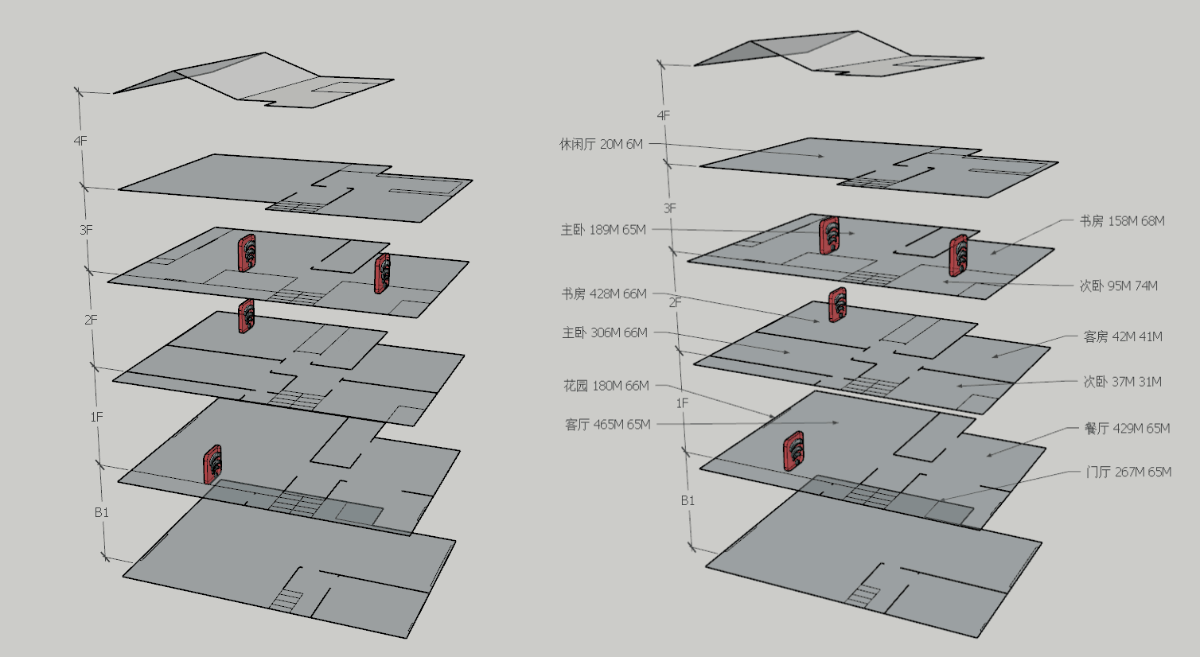 4F
3F
2F
1F
B1
4F
休闲厅 20M 6M
3F
书房 158M 68M
主卧 189M 65M
次卧 95M 74M
书房 428M 66M
2F
主卧 306M 66M
客房 42M 41M
花园 180M 66M
次卧 37M 31M
1F
客厅 465M 65M
餐厅 429M 65M
门厅 267M 65M
B1